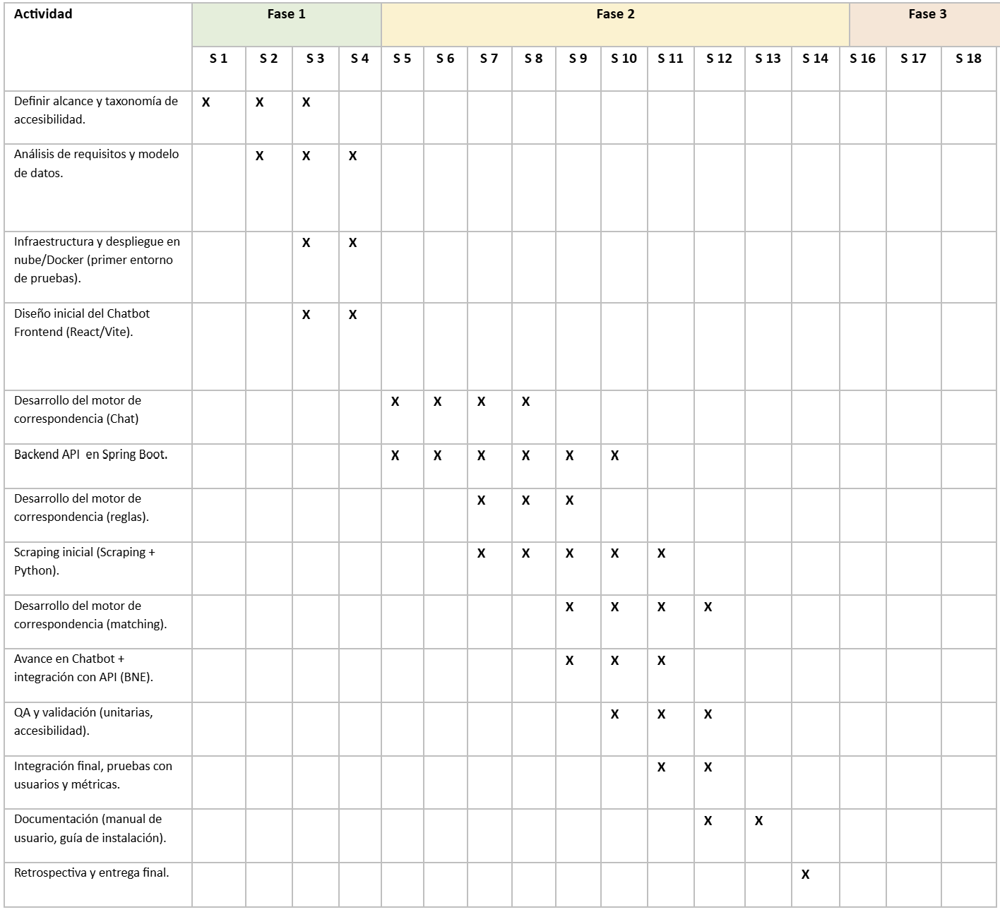 Actividad Fase 1 Fase 2 Fase 3
S 1 S 2 S 3 S 4 S 5 S 6 S 7 S 8 S 9 S 10 S 11 S 12 S 13 S 14 S 16 S 17 S 18
Definir alcance y taxonomía de X X X
accesibilidad.
Análisis de requisitos y modelo X X X
de datos.
Infraestructura y despliegue en X X
nube/Docker (primer entorno
de pruebas).
Diseño inicial del Chatbot X X
Frontend (React/Vite).
Desarrollo del motor de X X X X
correspondencia (Chat)
Backend API en Spring Boot. X X X X X X
Desarrollo del motor de X X X
correspondencia (reglas).
Scraping inicial (Scraping + X X X X X
Python).
Desarrollo del motor de X X X X
correspondencia (matching).
Avance en Chatbot + X X X
integración con API (BNE).
QA y validación (unitarias, X X X
accesibilidad).
Integración final, pruebas con X X
usuarios y métricas.
Documentación (manual de X X
usuario, guía de instalación).
Retrospectiva y entrega final. X